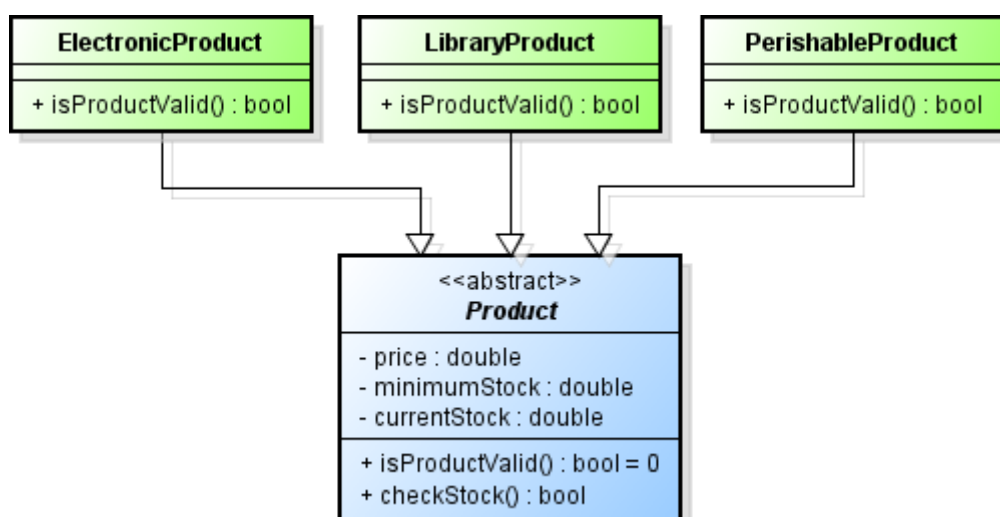 ElectronicProduct
+ isProductValid() : bool
LibraryProduct
+ isProductValid() : bool
PerishableProduct
+ isProductValid() : bool
<<abstract>>
Product
- price : double
- minimumStock : double
- currentStock : double
+ isProductValid() : bool = 0
+ checkStock() : bool